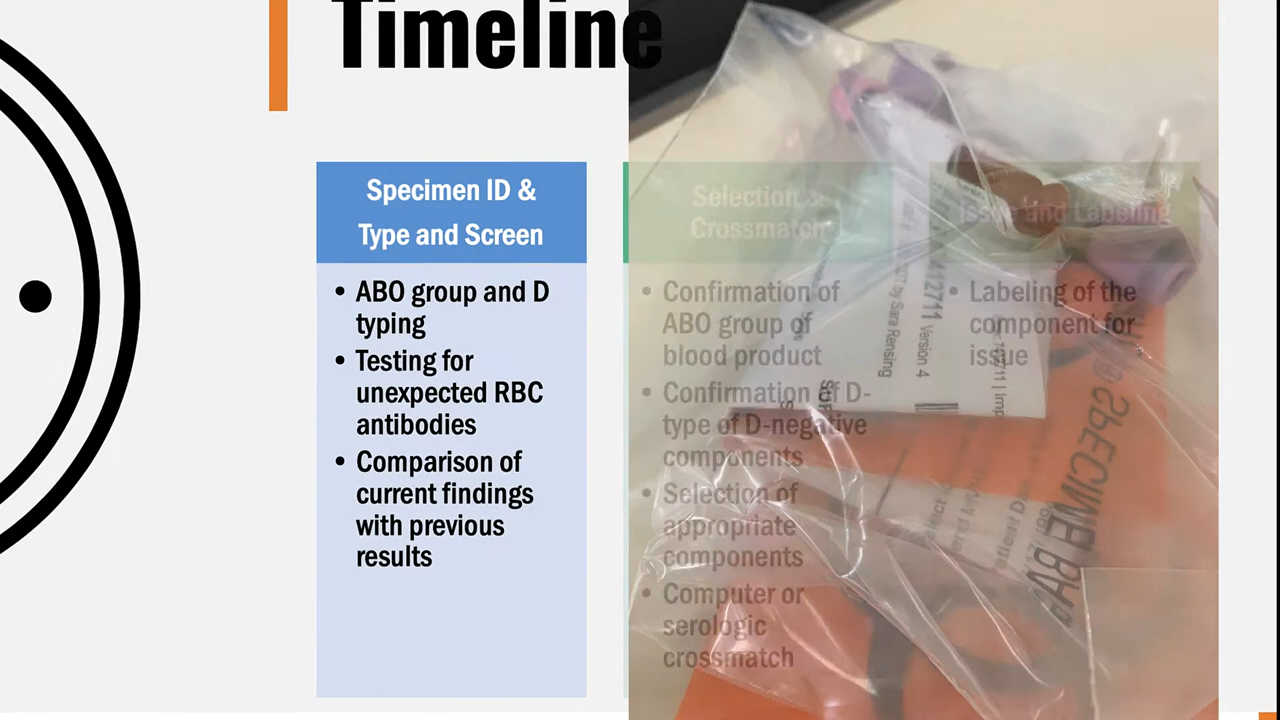 Timeline
Specimen ID &
Type and Screen
• ABO group and D
typing
• Testing for
unexpected RBC
antibodies
• Comparison of
current findings
with previous
results
Selection &
Crossmatch
• Confirmation of
ABO group of
blood product
• Confirmation of D-
type of D-negative
components
• Selection of
appropriate
components
• Computer or
serologic
crossmatch
Issue and Labeling
• Labeling of the
component for
issue
by Sara Rensing
Version 4
SPECIMEN